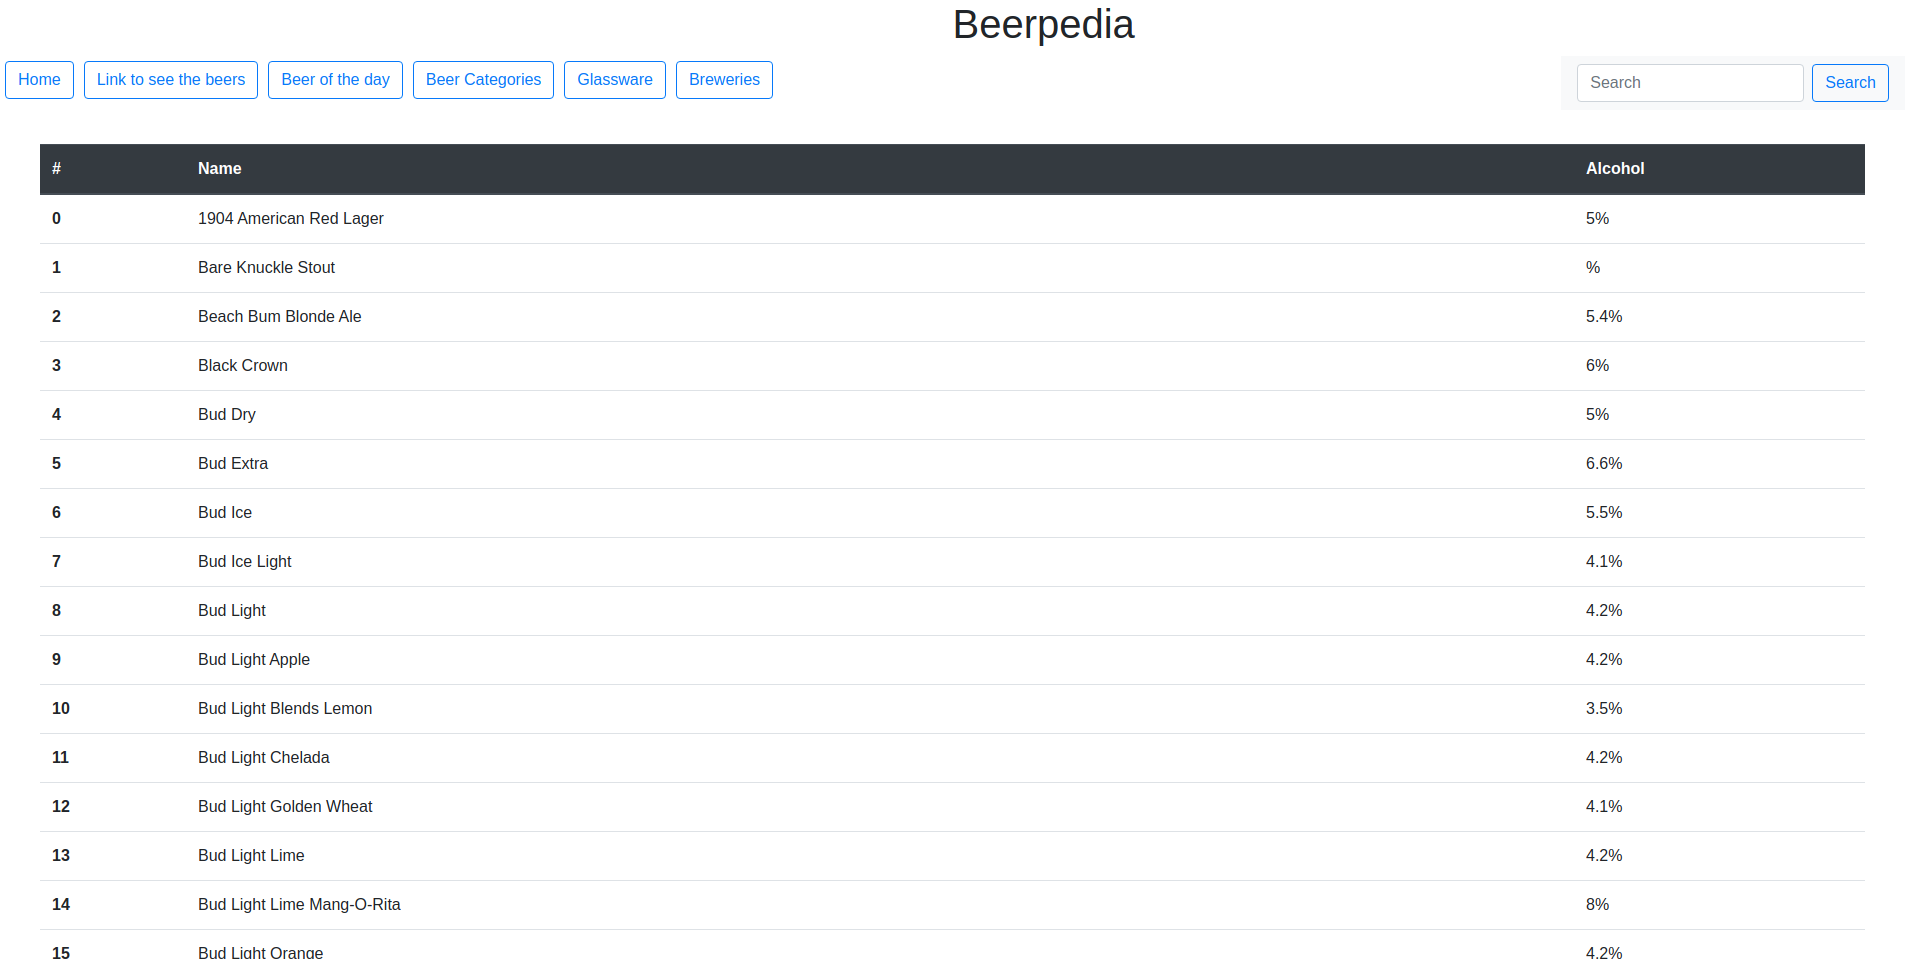 Beerpedia
Home Link to see the beers Beer of the day Beer Categories Glassware Breweries Search Search
# Name Alcohol
0 1904 American Red Lager 5%
1 Bare Knuckle Stout %
2 Beach Bum Blonde Ale 5.4%
3 Black Crown 6%
4 Bud Dry 5%
5 Bud Extra 6.6%
6 Bud Ice 5.5%
7 Bud Ice Light 4.1%
8 Bud Light 4.2%
9 Bud Light Apple 4.2%
10 Bud Light Blends Lemon 3.5%
11 Bud Light Chelada 4.2%
12 Bud Light Golden Wheat 4.1%
13 Bud Light Lime 4.2%
14 Bud Light Lime Mang-O-Rita 8%
15 Bud Light Orange 4.2%